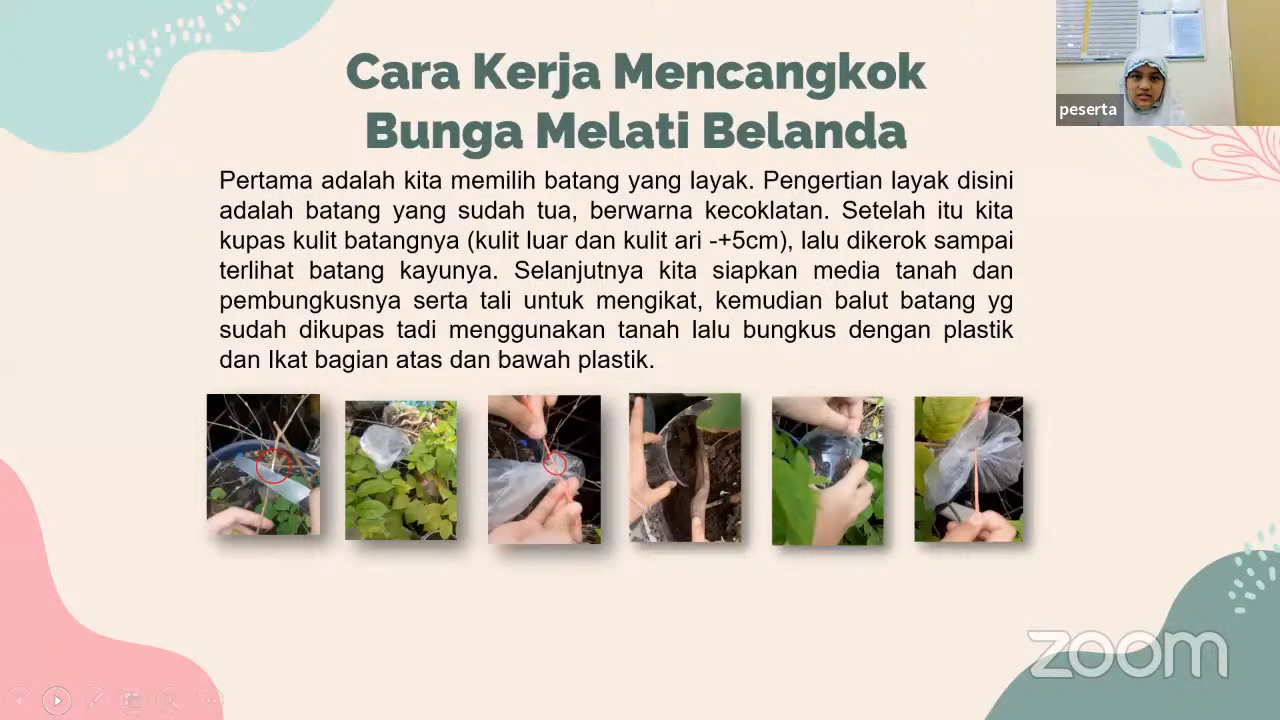 Cara Kerja Mencangkok
Bunga Melati Belanda
peserta
Pertama adalah kita memilih batang yang layak. Pengertian layak disini
adalah batang yang sudah tua, berwarna kecoklatan. Setelah itu kita
kupas kulit batangnya (kulit luar dan kulit ari -+5cm), lalu dikerok sampai
terlihat batang kayunya. Selanjutnya kita siapkan media tanah dan
pembungkusnya serta tali untuk mengikat, kemudian balut batang yg
sudah dikupas tadi menggunakan tanah lalu bungkus dengan plastik
dan Ikat bagian atas dan bawah plastik.
zoom